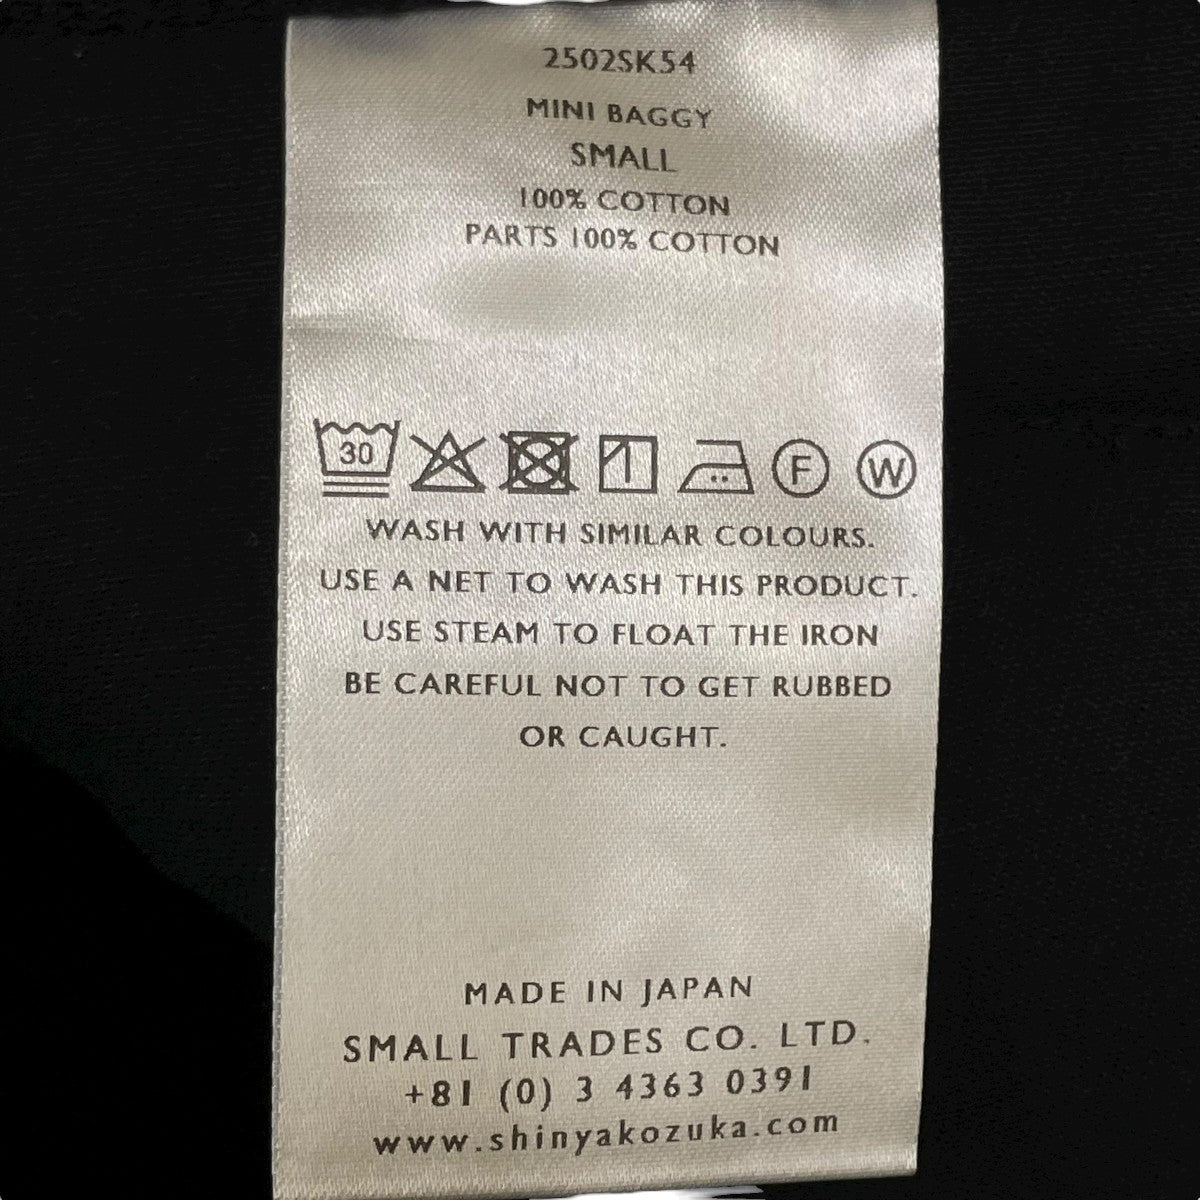 2502SK54
MINI BAGGY
SMALL
100% COTTON
PARTS 100% COTTON
30 F W
WASH WITH SIMILAR COLOURS.
USE A NET TO WASH THIS PRODUCT.
USE STEAM TO FLOAT THE IRON
BE CAREFUL NOT TO GET RUBBED
OR CAUGHT.
MADE IN JAPAN
SMALL TRADES CO. LTD.
+81 (0) 3 4363 0391
www.shinyakozuka.com